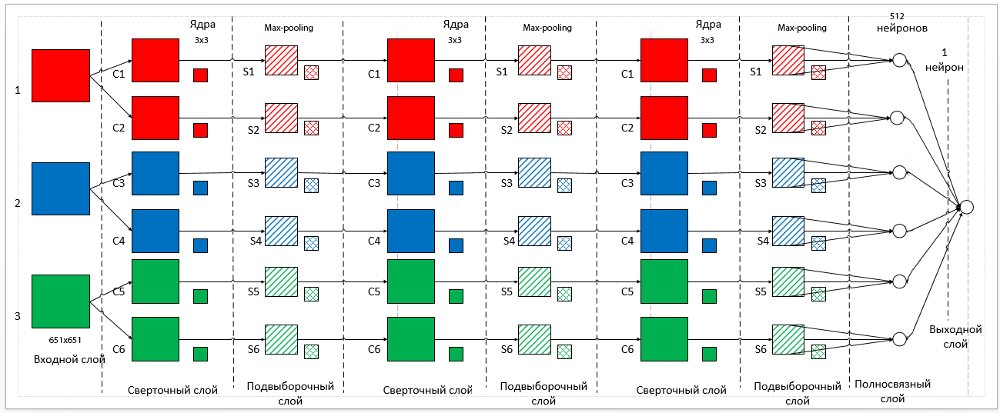 Ядра
3x3
Max-pooling
Ядра
3x3
Max-pooling
Ядра
3x3
Max-pooling
512
нейронов
1
нейрон
1
C1
S1
C1
S1
C1
S1
C2
S2
C2
S2
C2
S2
2
C3
S3
C3
S3
C3
S3
C4
S4
C4
S4
C4
S4
3
C5
S5
C5
S5
C5
S5
C6
S6
C6
S6
C6
S6
651x651
Входной слой
Сверточный слой
Подвыборочный
слой
Сверточный слой
Подвыборочный
слой
Сверточный слой
Подвыборочный
слой
Полносвязный
слой
Выходной
слой